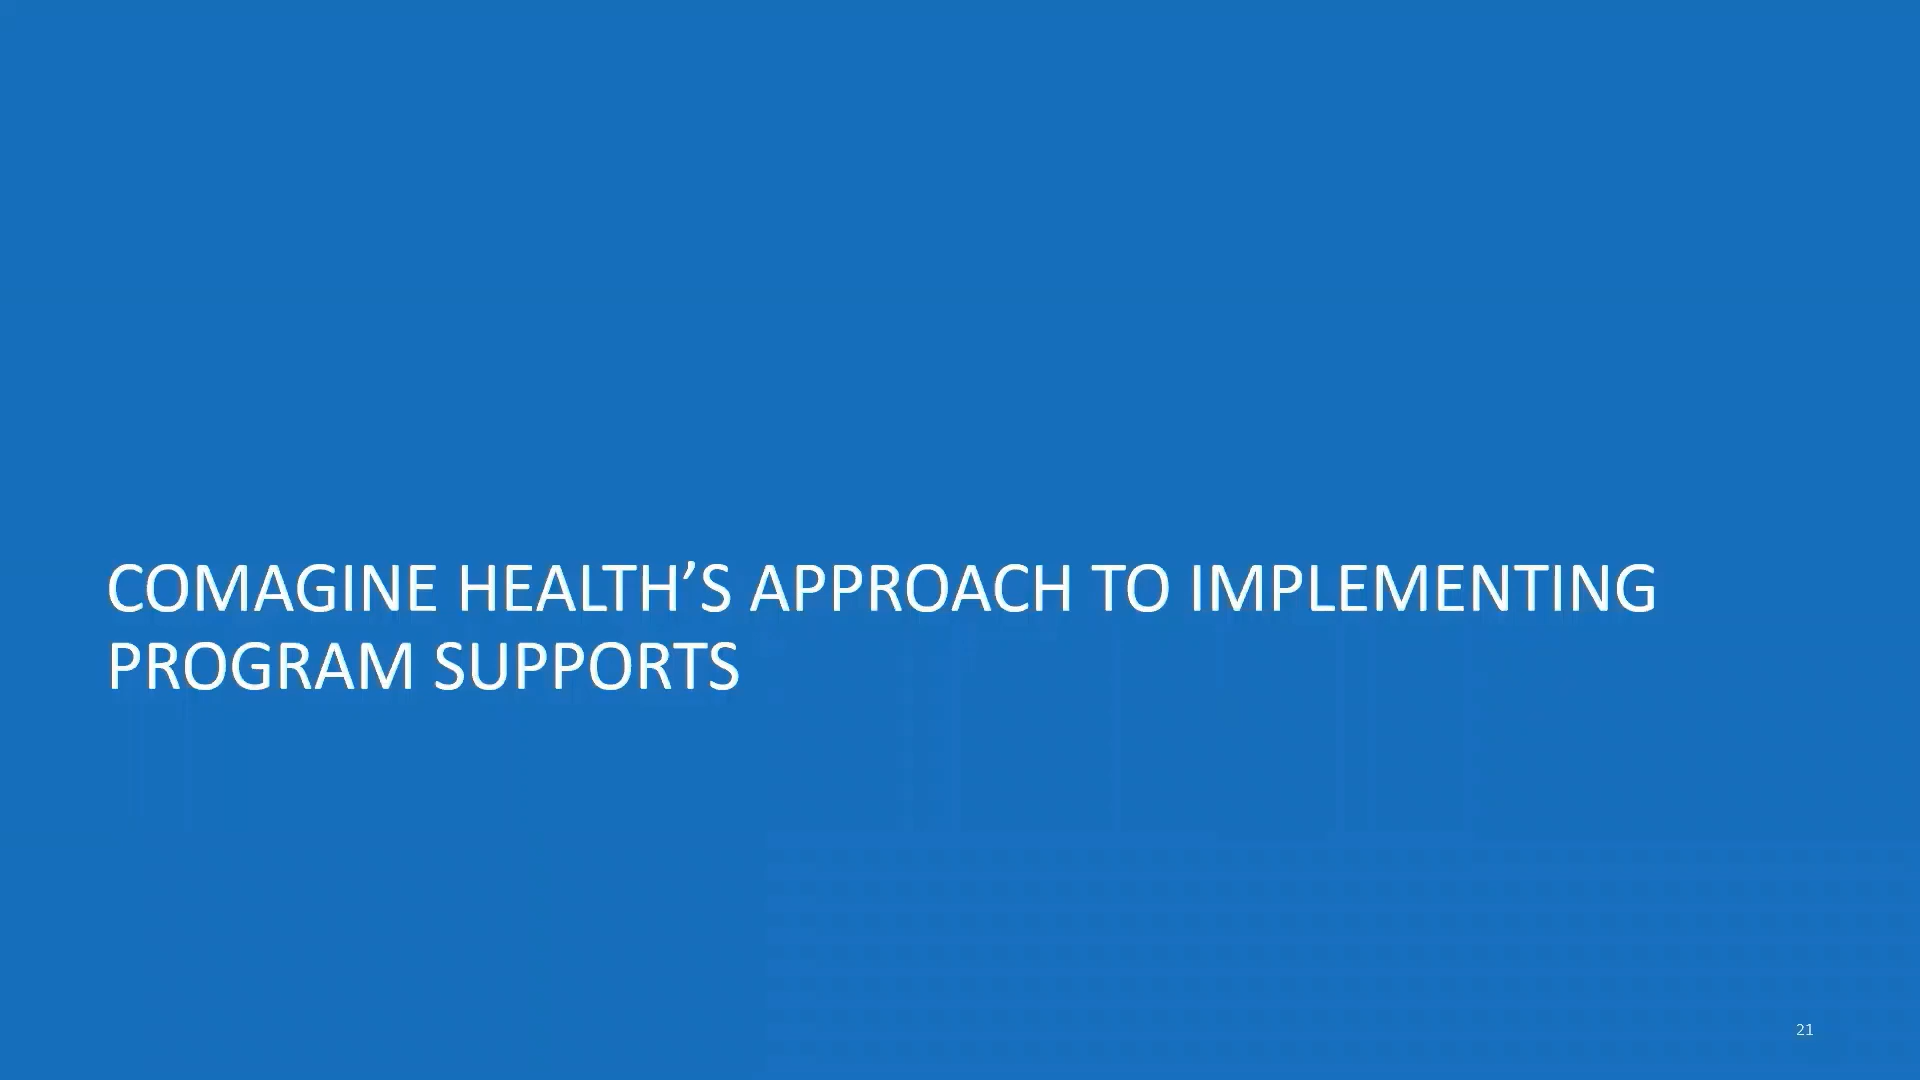 COMAGINE HEALTH’S APPROACH TO IMPLEMENTING
PROGRAM SUPPORTS
21